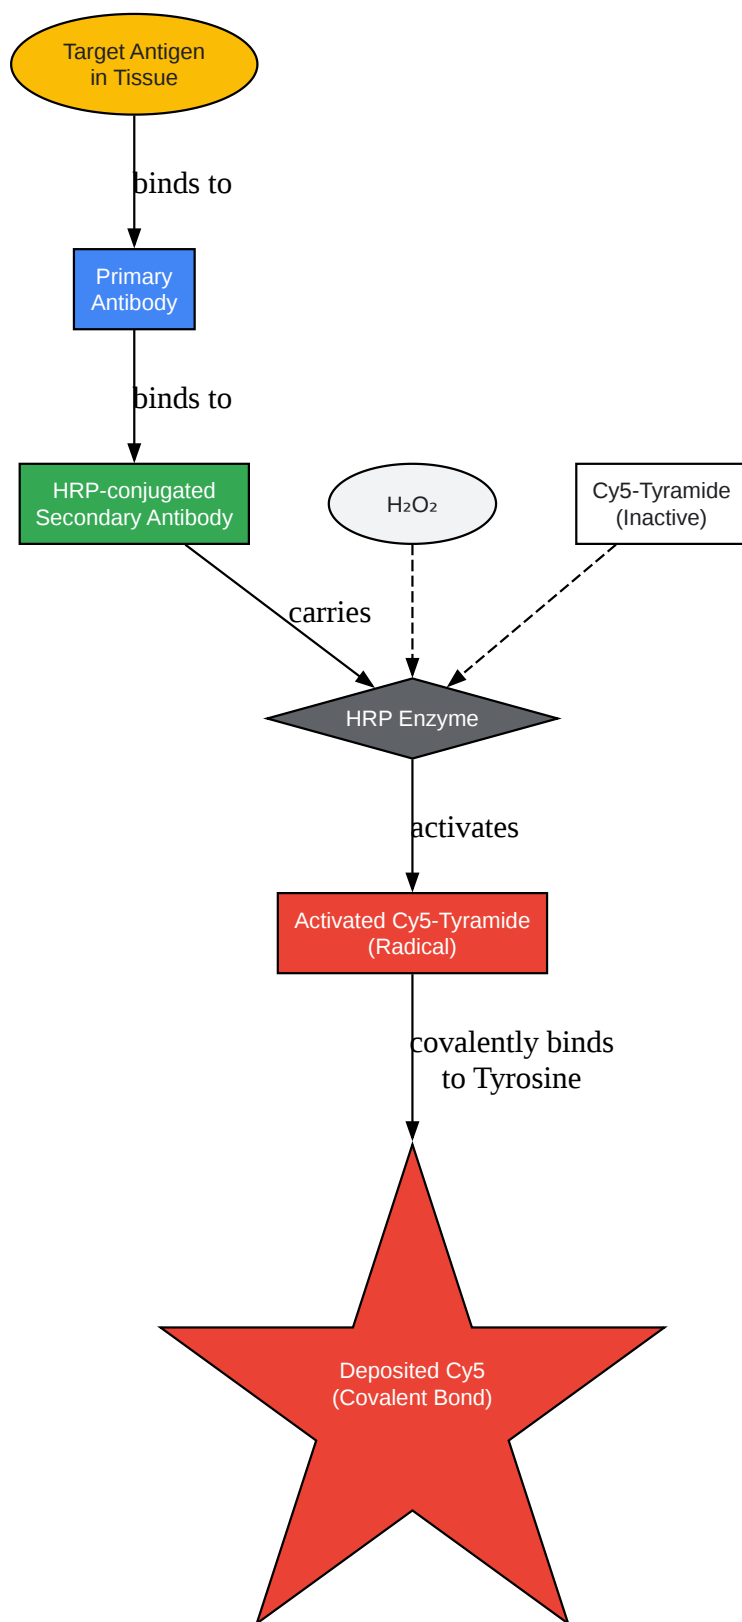 Target Antigen
in Tissue
binds to
Primary
Antibody
binds to
HRP-conjugated
Secondary Antibody
H₂O₂
Cy5-Tyramide
(Inactive)
carries
HRP Enzyme
activates
Activated Cy5-Tyramide
(Radical)
covalently binds
to Tyrosine
Deposited Cy5
(Covalent Bond)